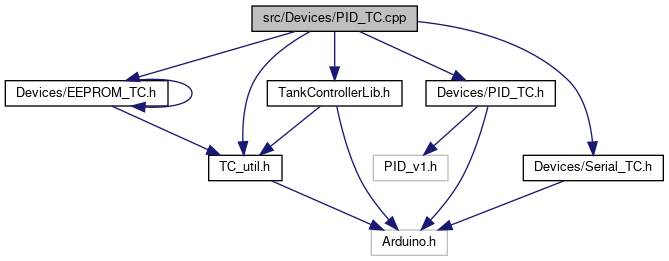 src/Devices/PID_TC.cpp
Devices/EEPROM_TC.h
TankControllerLib.h
Devices/PID_TC.h
TC_util.h
PID_v1.h
Devices/Serial_TC.h
Arduino.h